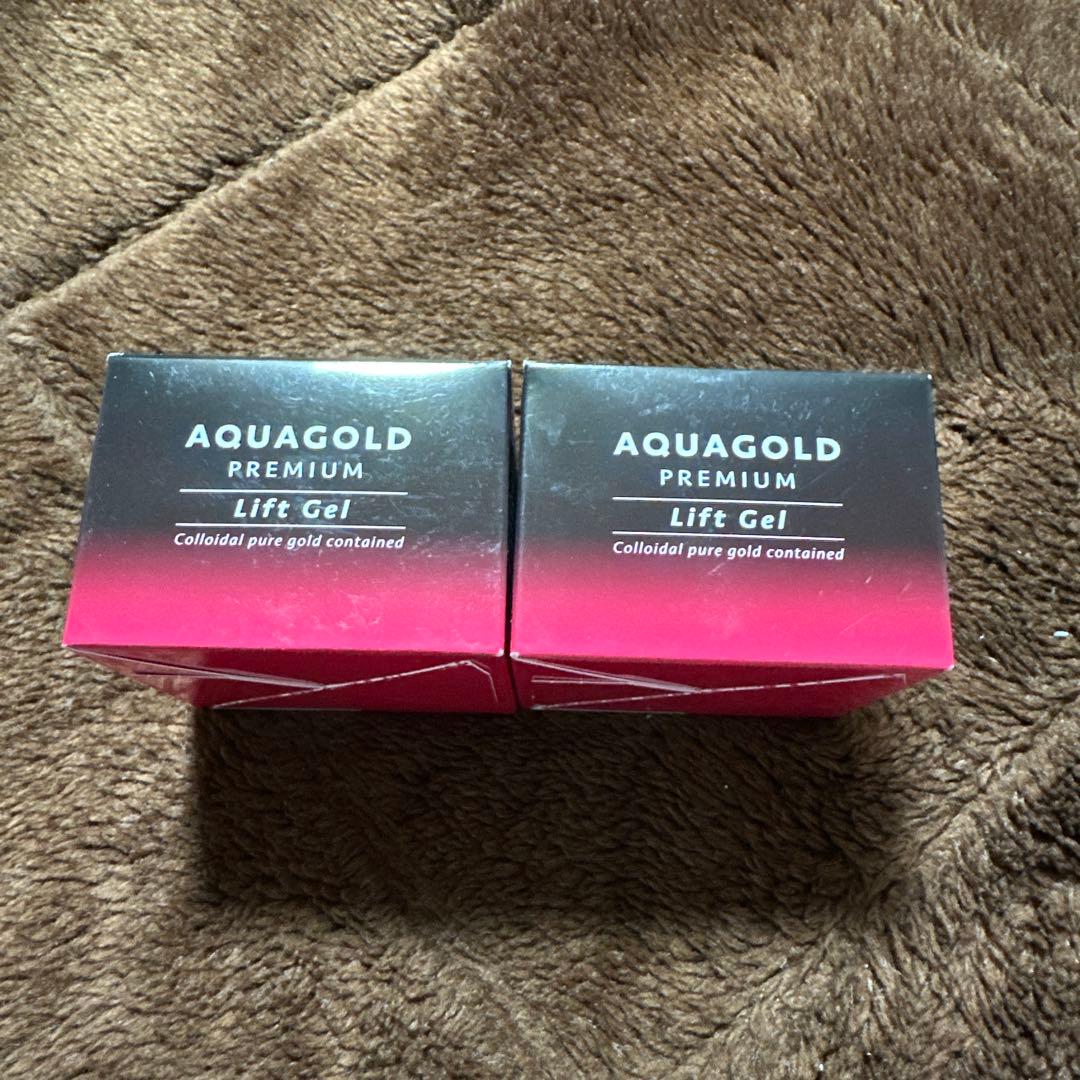 AQUAGOLD
PREMIUM
Lift Gel
Colloidal pure gold contained
AQUAGOLD
PREMIUM
Lift Gel
Colloidal pure gold contained